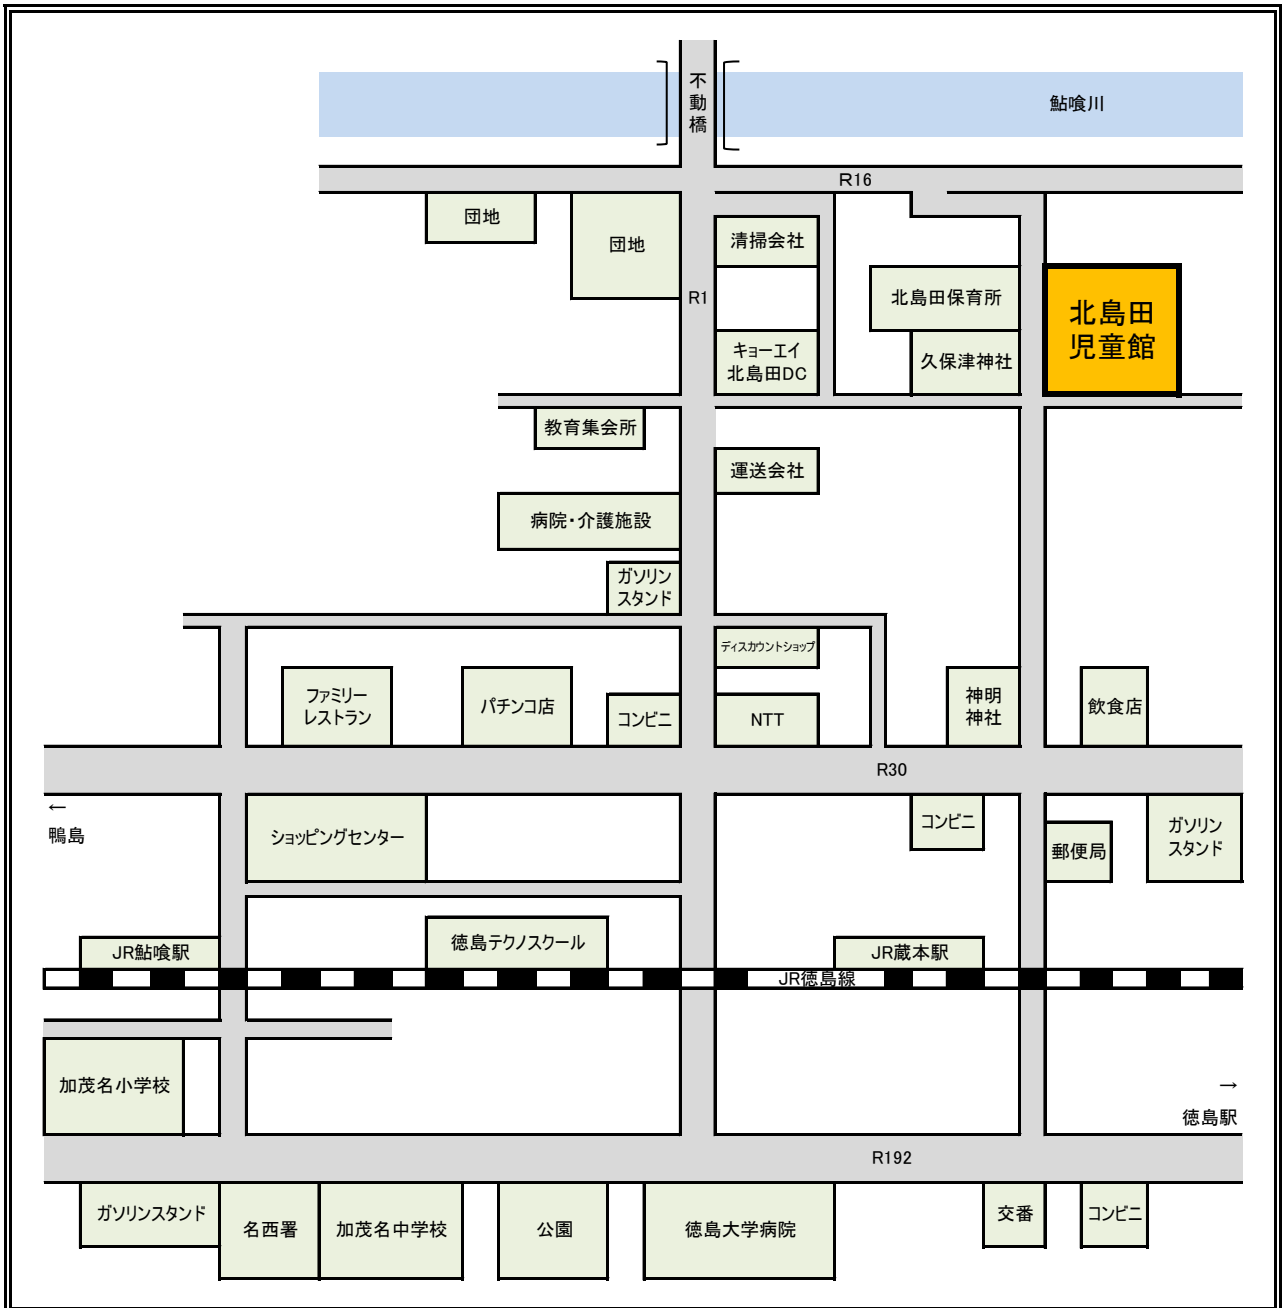 不動橋
鮎喰川
R16
団地
団地
清掃会社
R1
北島田保育所
北島田
児童館
キョーエイ
北島田DC
久保津神社
教育集会所
運送会社
病院・介護施設
ガソリン
スタンド
ディスカウントショップ
ファミリー
レストラン
パチンコ店
コンビニ
NTT
神明
神社
飲食店
R30
←
鴨島
ショッピングセンター
コンビニ
郵便局
ガソリン
スタンド
JR鮎喰駅
徳島テクノスクール
JR蔵本駅
JR徳島線
加茂名小学校
→
徳島駅
R192
ガソリンスタンド
名西署
加茂名中学校
公園
徳島大学病院
交番
コンビニ